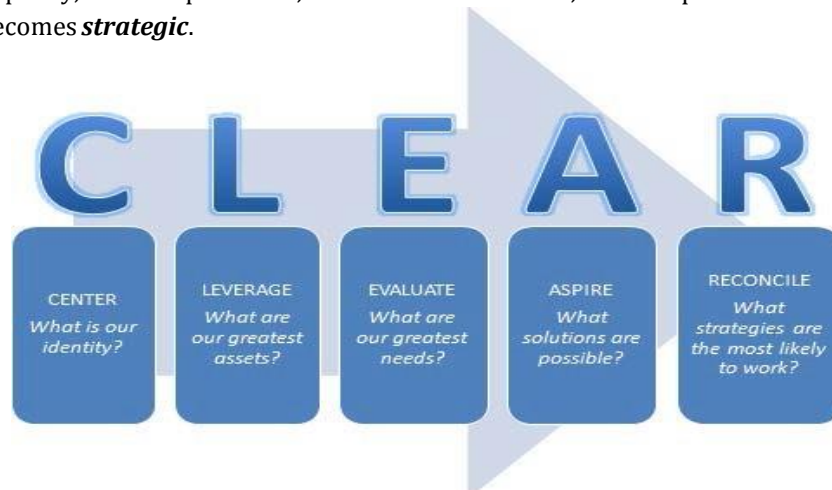 becomes strategic.
C L E A R
CENTER
What is our
identity?
LEVERAGE
What are
our greatest
assets?
EVALUATE
What are
our greatest
needs?
ASPIRE
What
solutions are
possible?
RECONCILE
What
strategies are
the most likely
to work?